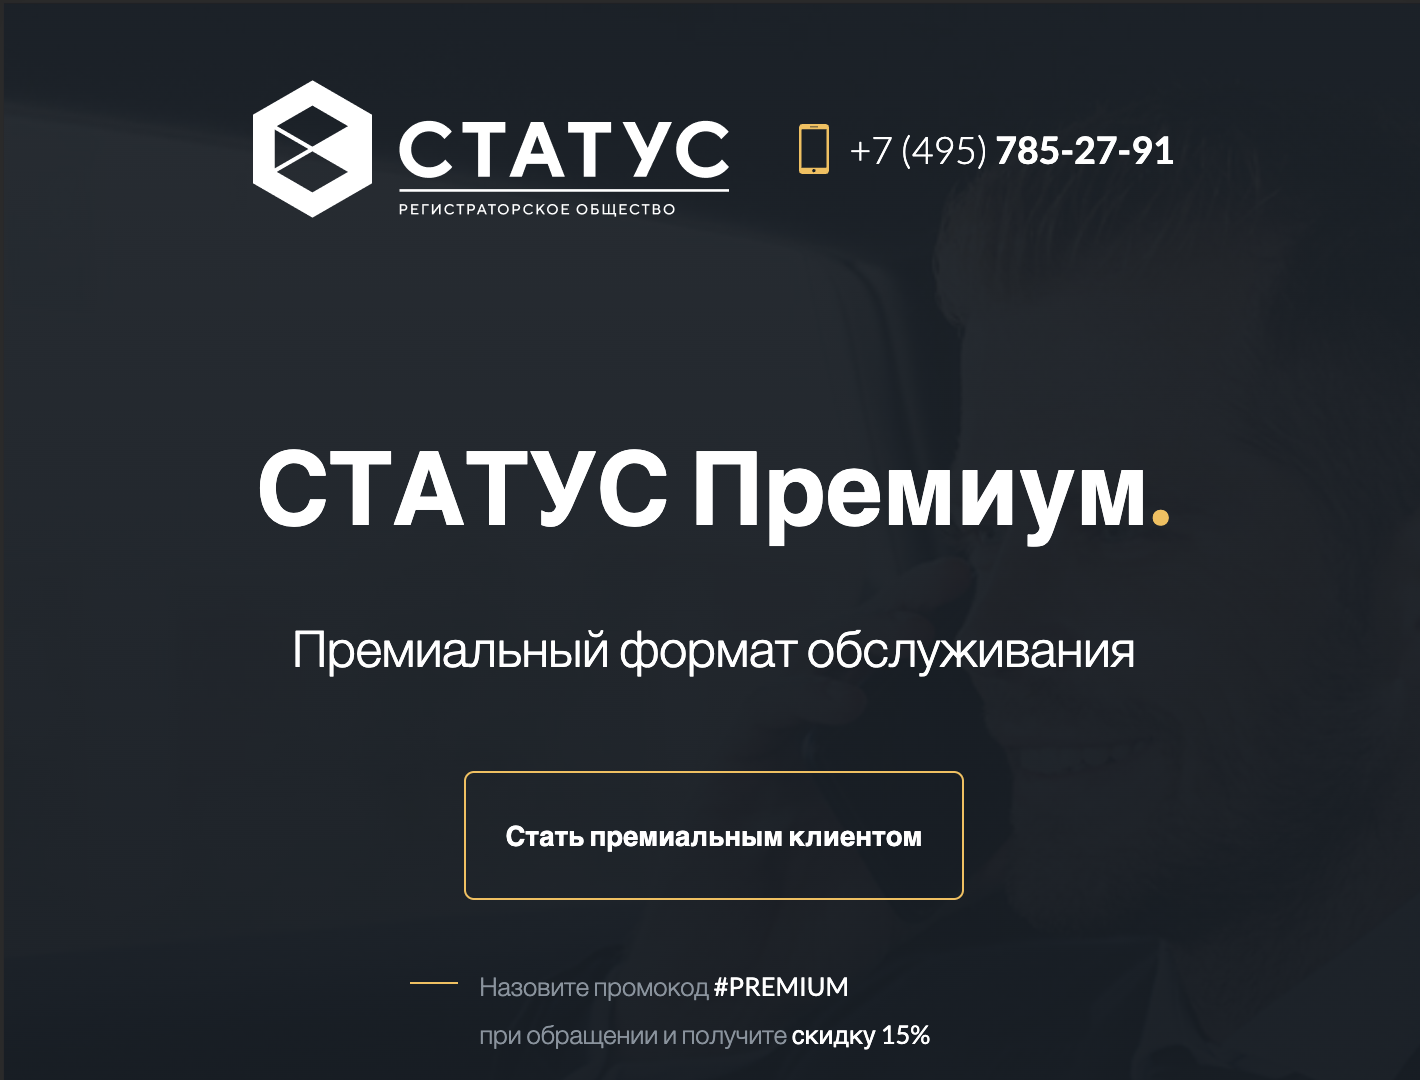 СТАТУС
РЕГИСТРАТОРСКОЕ ОБЩЕСТВО
+7 (495) 785-27-91
СТАТУС Премиум.
Премиальный формат обслуживания
Стать премиальным клиентом
Назовите промокод #PREMIUM
при обращении и получите скидку 15%